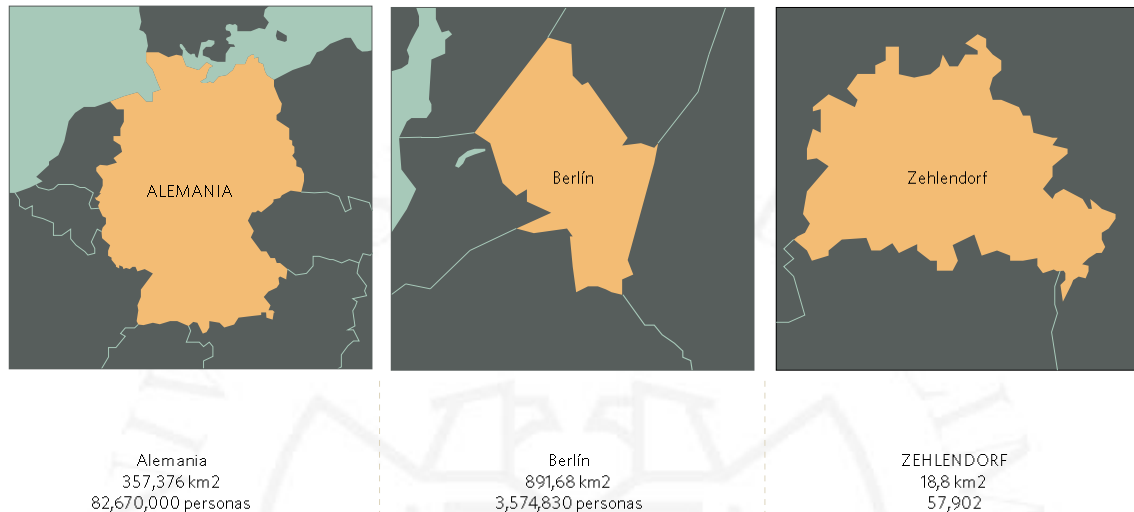 ALEMANIA
Berlín
Zehlendorf
Alemania
357,376 km2
82,670,000 personas
Berlín
891,68 km2
3,574,830 personas
ZEHLENDORF
18,8 km2
57,902